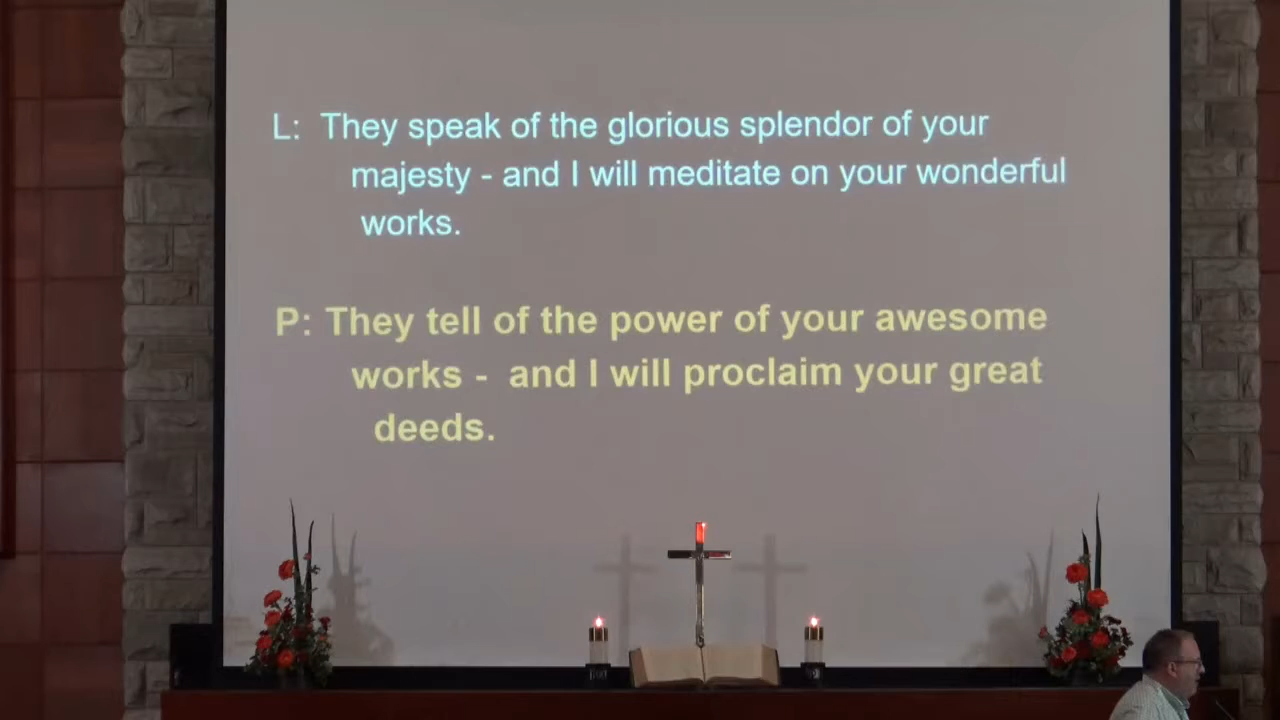 L: They speak of the glorious splendor of your
majesty - and I will meditate on your wonderful
works.
P: They tell of the power of your awesome
works - and I will proclaim your great
deeds.